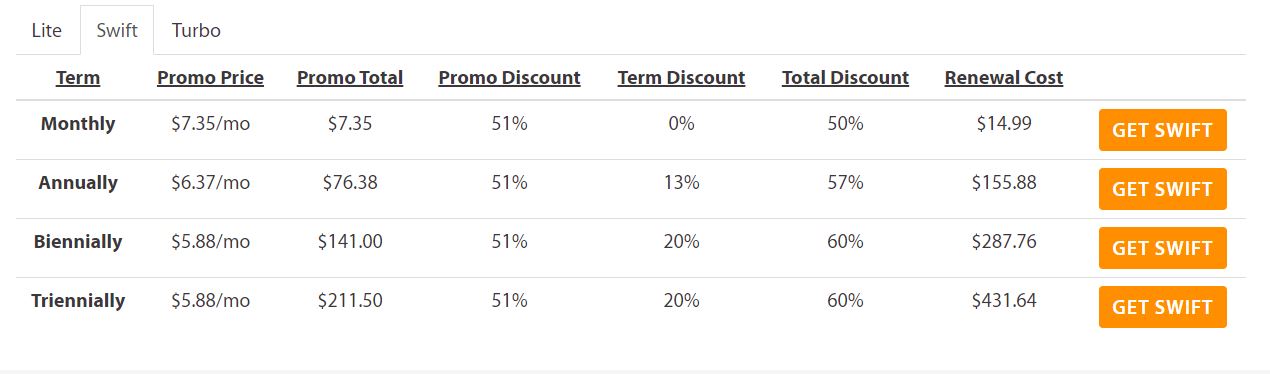 Lite Swift Turbo
Term Promo Price Promo Total Promo Discount Term Discount Total Discount Renewal Cost
Monthly $7.35/mo $7.35 51% 0% 50% $14.99 GET SWIFT
Annually $6.37/mo $76.38 51% 13% 57% $155.88 GET SWIFT
Biennially $5.88/mo $141.00 51% 20% 60% $287.76 GET SWIFT
Triennially $5.88/mo $211.50 51% 20% 60% $431.64 GET SWIFT